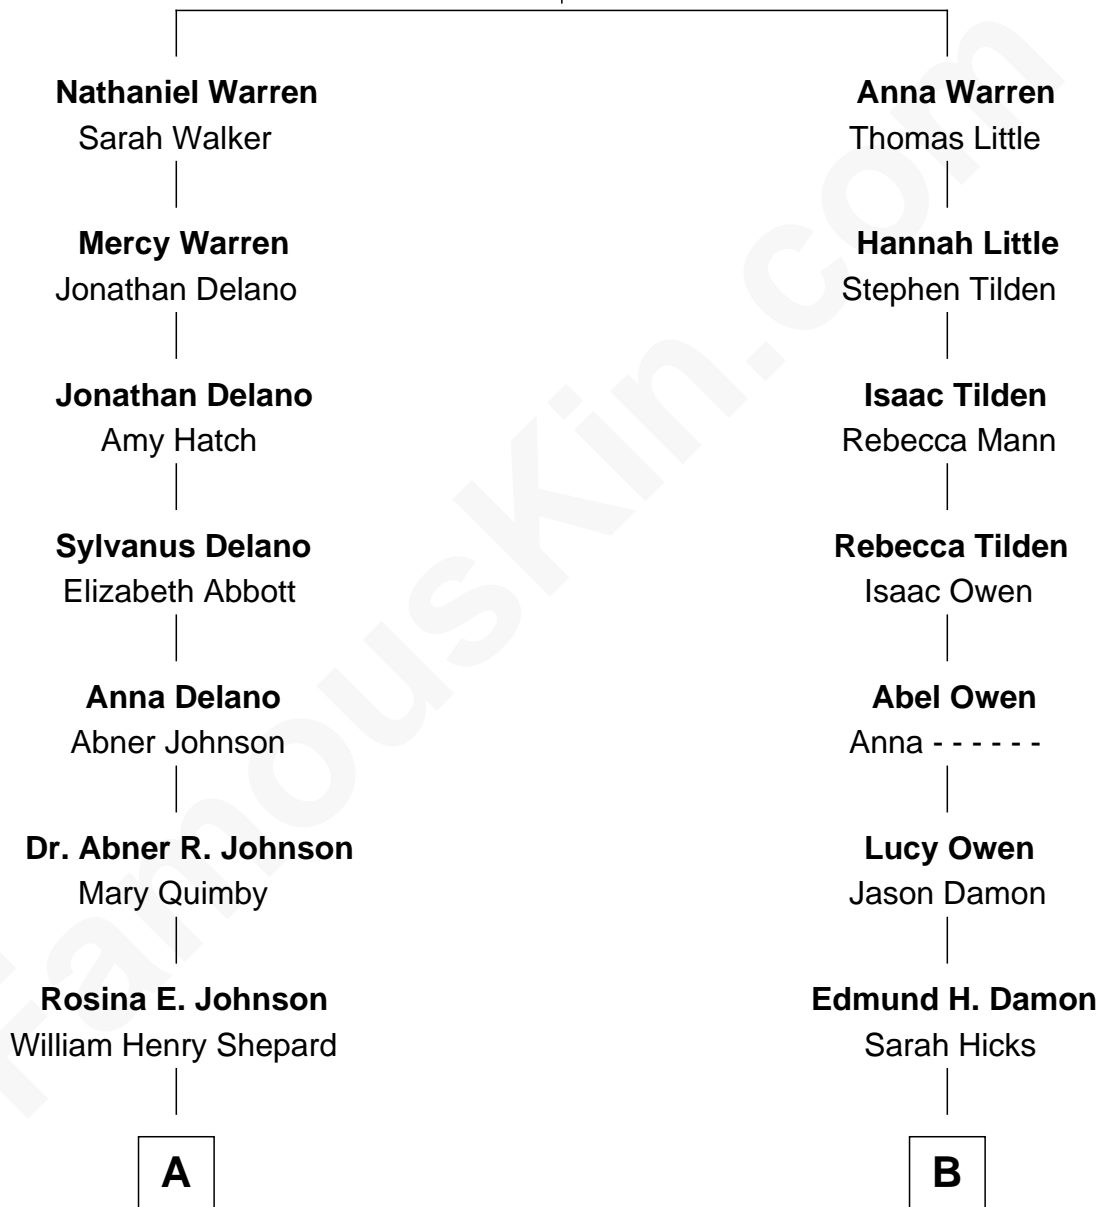 Nathaniel Warren
Sarah Walker
Mercy Warren
Jonathan Delano
Jonathan Delano
Amy Hatch
Sylvanus Delano
Elizabeth Abbott
Anna Delano
Abner Johnson
Dr. Abner R. Johnson
Mary Quimby
Rosina E. Johnson
William Henry Shepard
A
Anna Warren
Thomas Little
Hannah Little
Stephen Tilden
Isaac Tilden
Rebecca Mann
Rebecca Tilden
Isaac Owen
Abel Owen
Anna - - - - - -
Lucy Owen
Jason Damon
Edmund H. Damon
Sarah Hicks
B
FamousKin.com